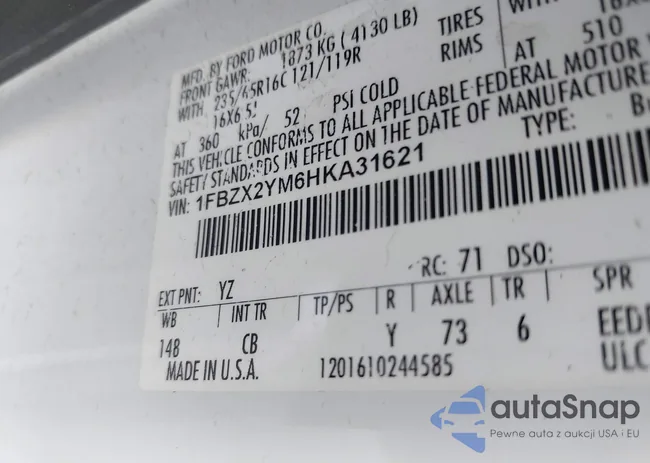 MFD. BY FORD MOTOR CO.
FRONT GAWR: 1873 KG (4130 LB)
WITH 235/65R16C 121/119R TIRES
16X6.5J RIMS
AT 360 kPa/ 52 PSI COLD AT 510
THIS VEHICLE CONFORMS TO ALL APPLICABLE FEDERAL MOTOR
SAFETY/STANDARDS IN EFFECT ON THE DATE OF MANUFACTURE
VIN: 1FBZX2YM6HKA31621 TYPE:
EXT PNT: YZ RC: 71 DSO:
WB INT TR TP/PS R AXLE TR SPR
148 CB Y 73 6 EEDE
MADE IN U.S.A. 1201610244585 ULC
autaSnap
Pewne auta z aukcji USA i EU